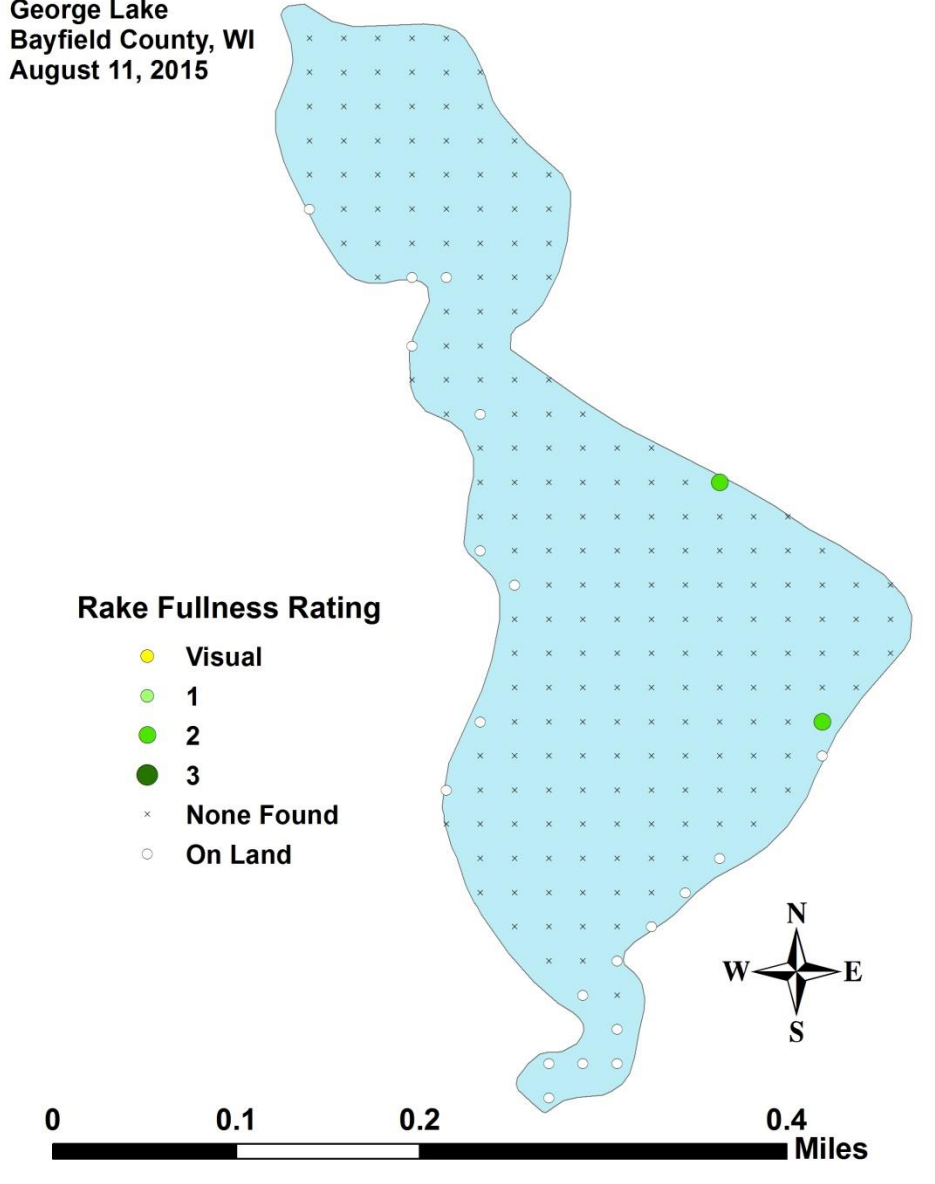 George Lake
Bayfield County, WI
August 11, 2015
Rake Fullness Rating
Visual
1
2
3
None Found
On Land
N
W E
S
0 0.1 0.2 0.4
Miles